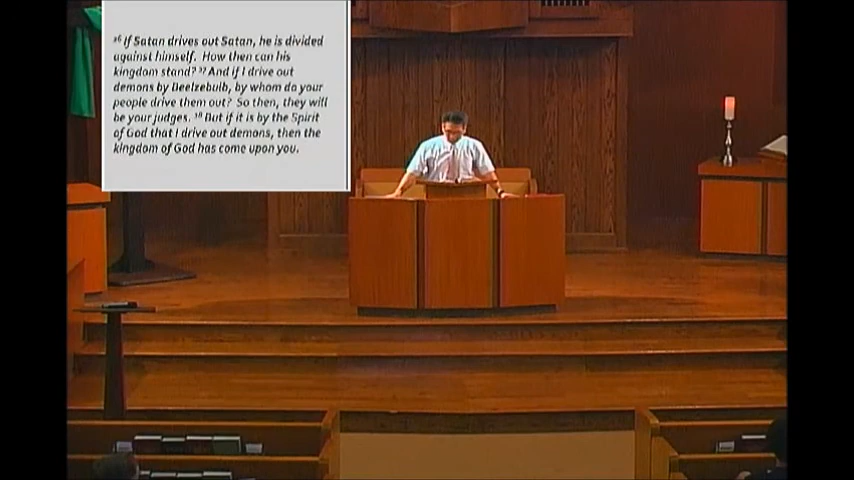 ²⁶ If Satan drives out Satan, he is divided
against himself. How then can his
kingdom stand? ²⁷ And if I drive out
demons by Beelzebulb, by whom do your
people drive them out? So then, they will
be your judges. ²⁸ But if it is by the Spirit
of God that I drive out demons, then the
kingdom of God has come upon you.